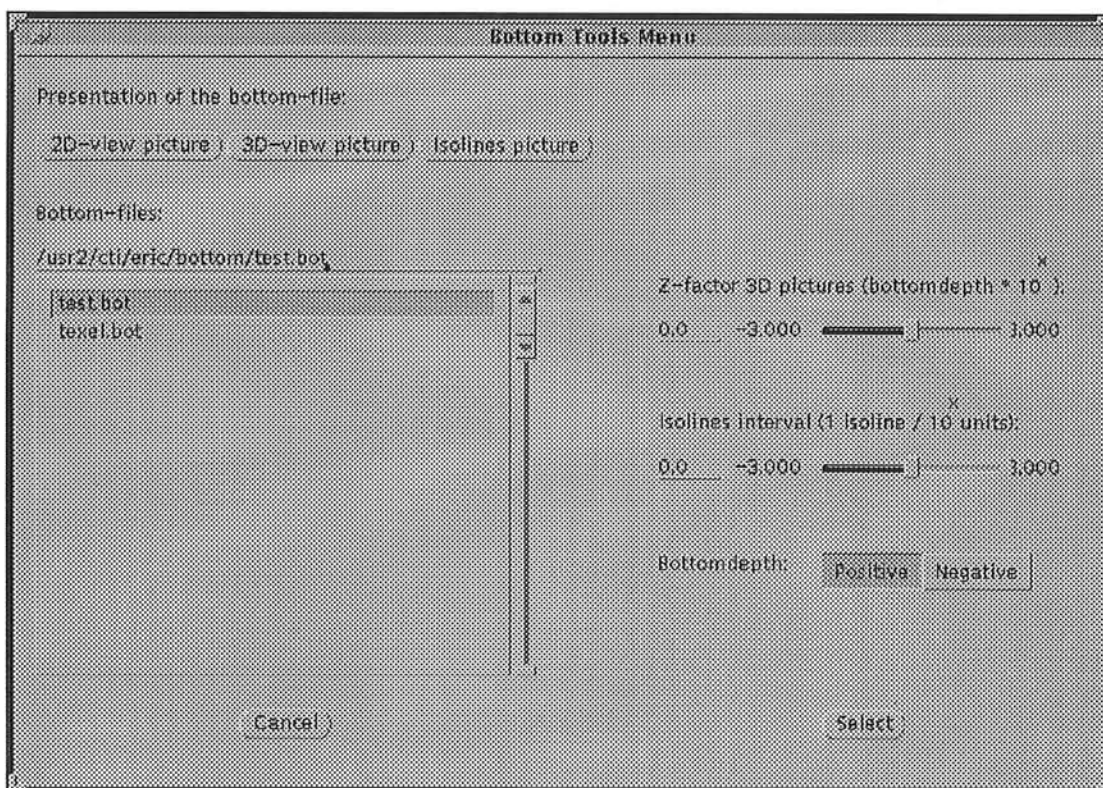 Bottom Tools Menu
Presentation of the bottom-file:
2D-view picture 3D-view picture Isolines picture
Bottom-files:
/usr2/cti/eric/bottom/test.bot
test.bot
texel.bot
x
Z-factor 3D pictures (bottomdepth * 10 ):
0.0 -3.000 3.000
x
Isolines interval (1 isoline / 10 units):
0.0 -3.000 3.000
Bottomdepth: Positive Negative
Cancel Select